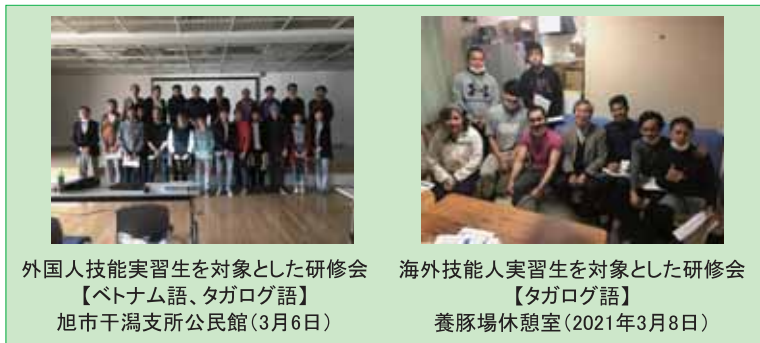 外国人技能実習生を対象とした研修会
【ベトナム語、タガログ語】
旭市干潟支所公民館(3月6日)
海外技能人実習生を対象とした研修会
【タガログ語】
養豚場休憩室(2021年3月8日)